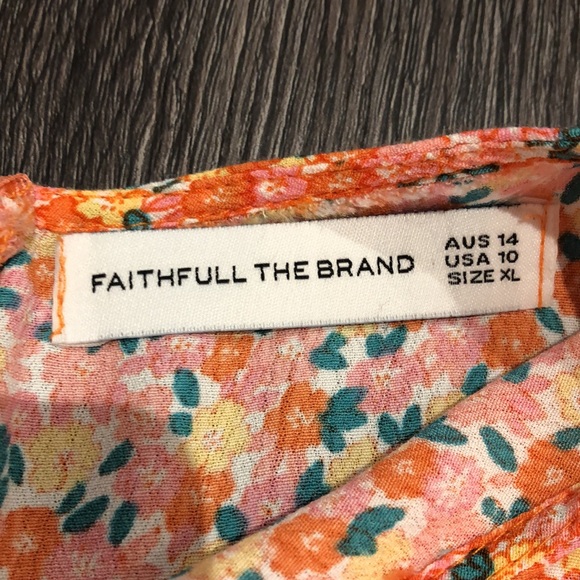 FAITHFULL THE BRAND
AUS 14
USA 10
SIZE XL